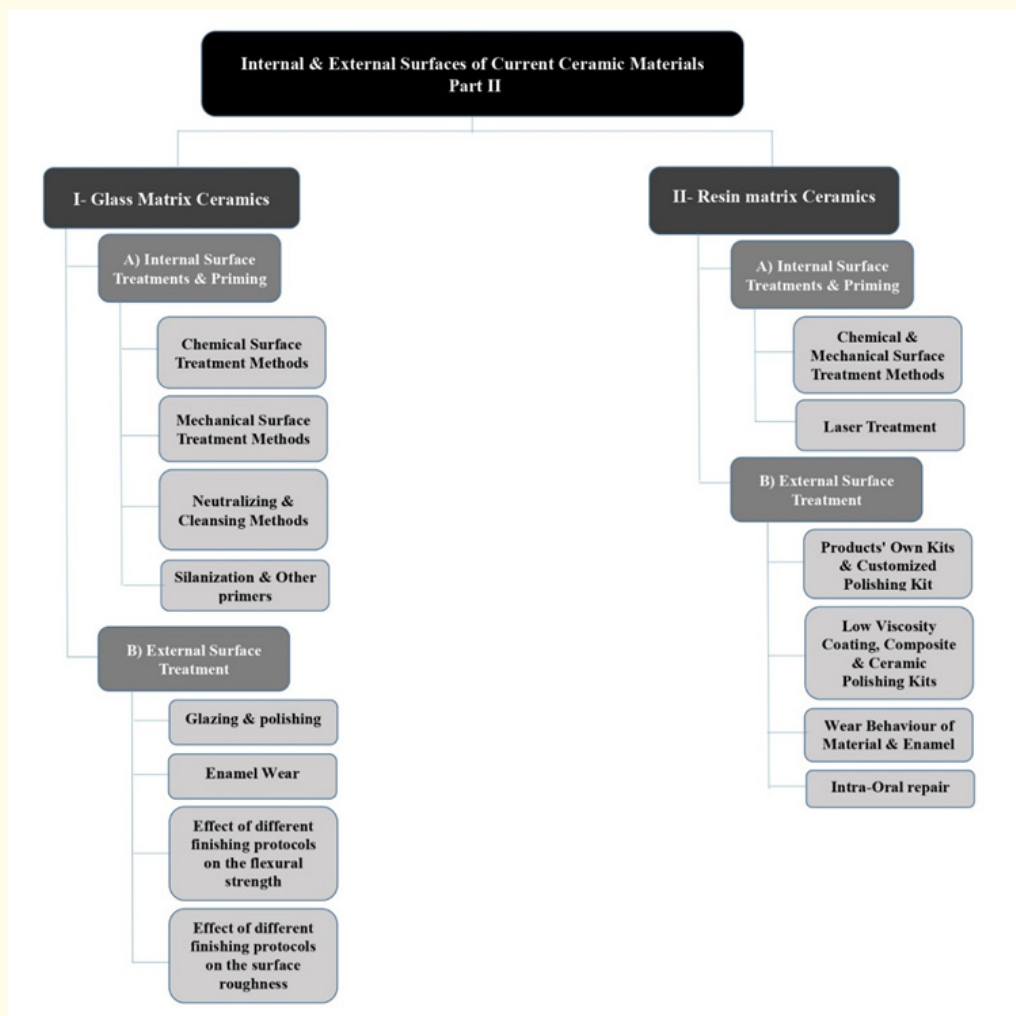 Internal & External Surfaces of Current Ceramic Materials
Part II
I- Glass Matrix Ceramics
A) Internal Surface
Treatments & Priming
Chemical Surface
Treatment Methods
Mechanical Surface
Treatment Methods
Neutralizing &
Cleansing Methods
Silanization & Other
primers
B) External Surface
Treatment
Glazing & polishing
Enamel Wear
Effect of different
finishing protocols
on the flexural
strength
Effect of different
finishing protocols
on the surface
roughness
II- Resin matrix Ceramics
A) Internal Surface
Treatments & Priming
Chemical &
Mechanical Surface
Treatment Methods
Laser Treatment
B) External Surface
Treatment
Products' Own Kits
& Customized
Polishing Kit
Low Viscosity
Coating, Composite
& Ceramic
Polishing Kits
Wear Behaviour of
Material & Enamel
Intra-Oral repair